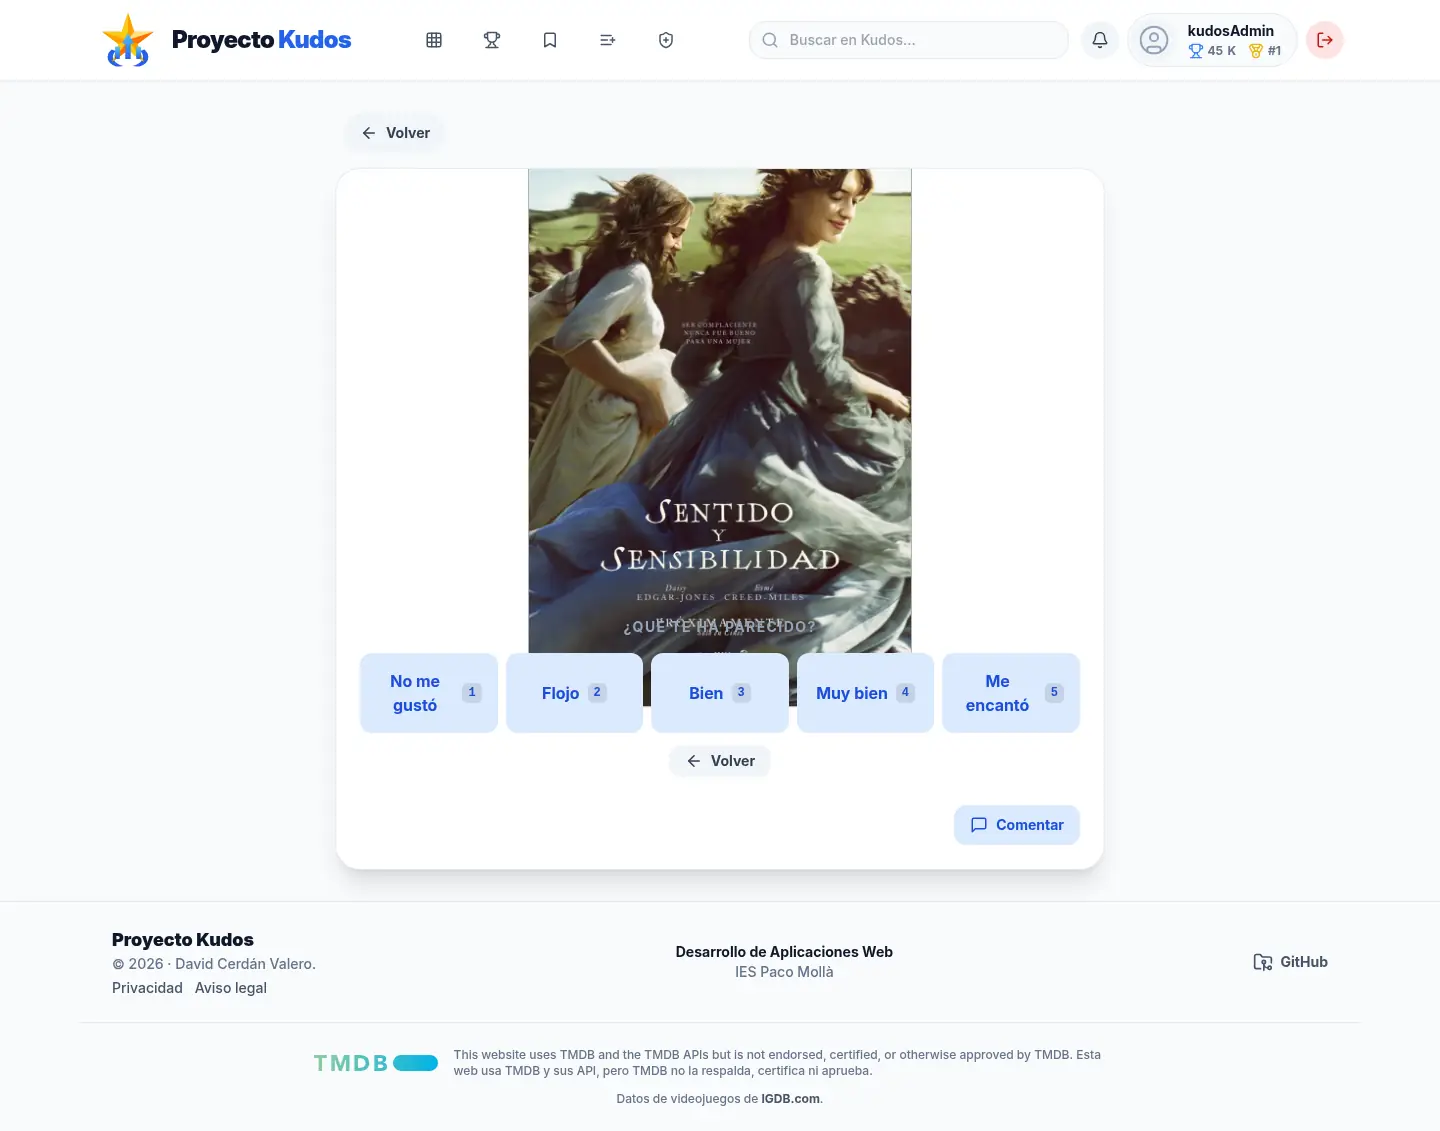 Proyecto Kudos
Buscar en Kudos...
kudosAdmin
45 K #1
Volver
SER COMPLACIENTE
NUNCA FUE BUENO
PARA UNA MUJER
SENTIDO
Y
SENSIBILIDAD
Daisy Esmé
EDGAR-JONES CREED-MILES
PRÓXIMAMENTE
¿QUÉ TE HA PARECIDO?
Sólo en Cines
No me gustó 1
Flojo 2
Bien 3
Muy bien 4
Me encantó 5
Volver
Comentar
Proyecto Kudos
© 2026 · David Cerdán Valero.
Privacidad Aviso legal
Desarrollo de Aplicaciones Web
IES Paco Mollà
GitHub
TMDB
This website uses TMDB and the TMDB APIs but is not endorsed, certified, or otherwise approved by TMDB. Esta
web usa TMDB y sus API, pero TMDB no la respalda, certifica ni aprueba.
Datos de videojuegos de IGDB.com.